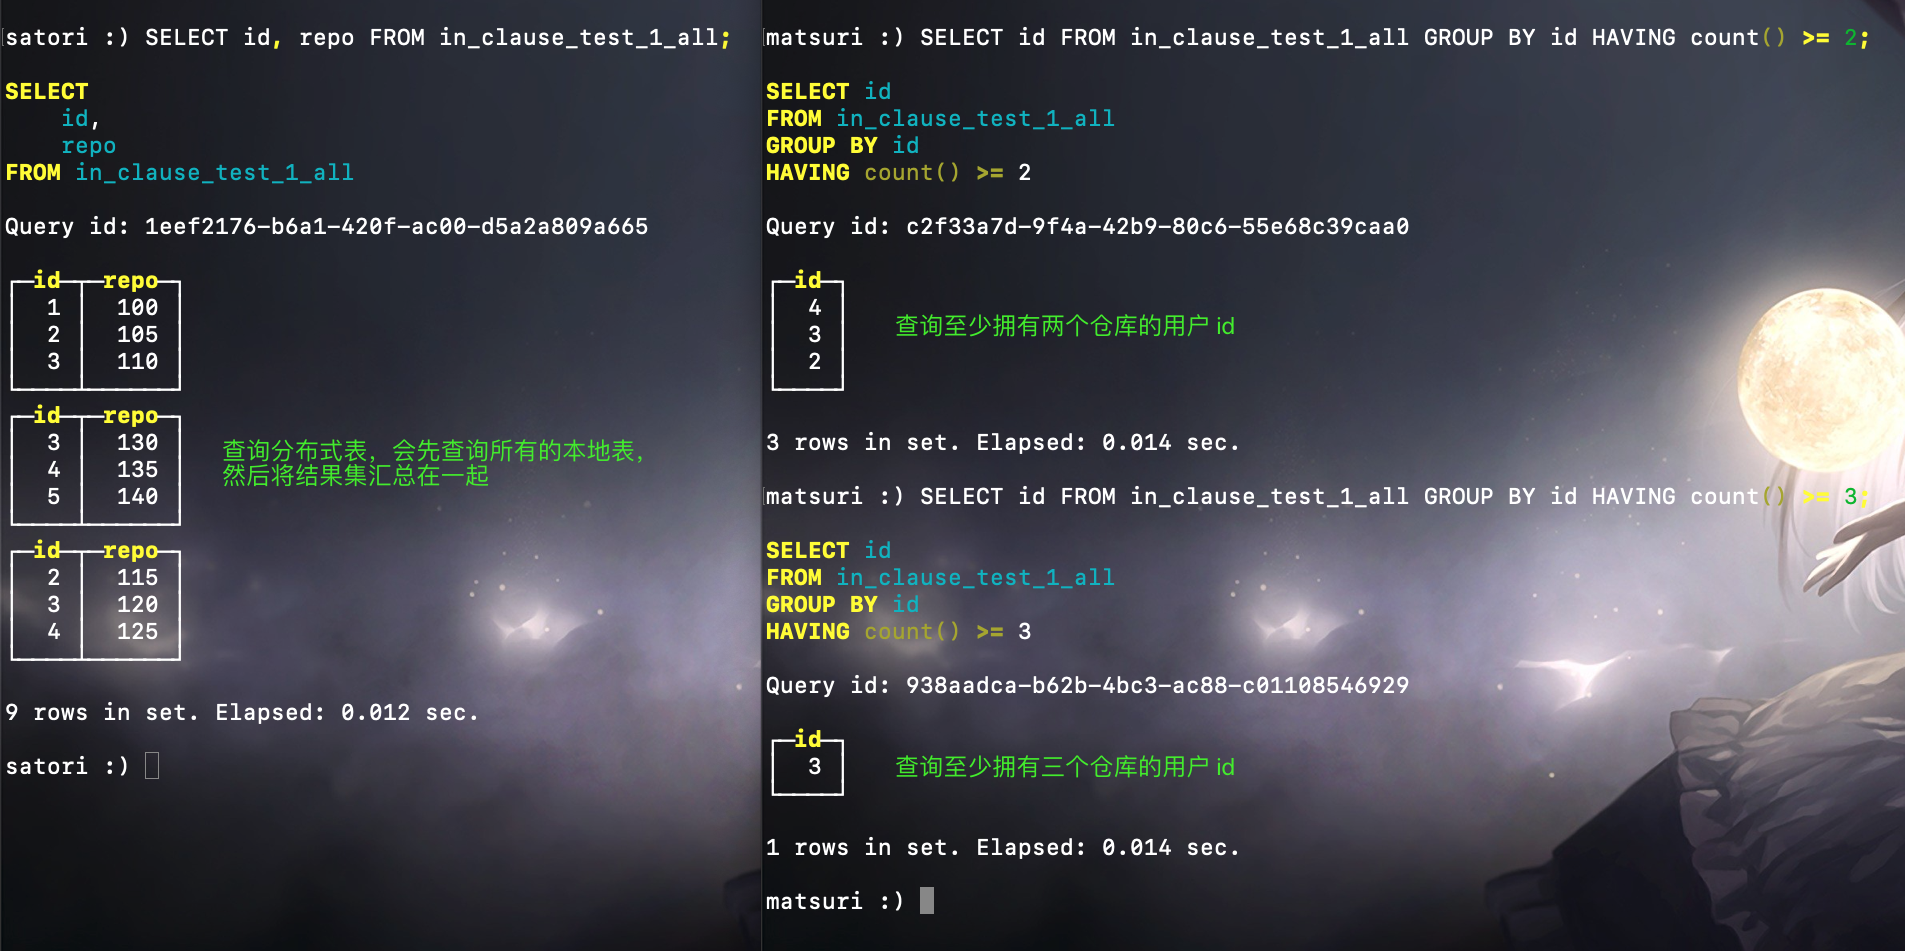 satori :) SELECT id, repo FROM in_clause_test_1_all;
SELECT
id,
repo
FROM in_clause_test_1_all
Query id: 1eef2176-b6a1-420f-ac00-d5a2a809a665
id repo
1 100
2 105
3 110
id repo
3 130
4 135
5 140
查询分布式表，会先查询所有的本地表，
然后将结果集汇总在一起
id repo
2 115
3 120
4 125
9 rows in set. Elapsed: 0.012 sec.
satori :)
matsuri :) SELECT id FROM in_clause_test_1_all GROUP BY id HAVING count() >= 2;
SELECT id
FROM in_clause_test_1_all
GROUP BY id
HAVING count() >= 2
Query id: c2f33a7d-9f4a-42b9-80c6-55e68c39caa0
id
4
3
2
查询至少拥有两个仓库的用户 id
3 rows in set. Elapsed: 0.014 sec.
matsuri :) SELECT id FROM in_clause_test_1_all GROUP BY id HAVING count() >= 3;
SELECT id
FROM in_clause_test_1_all
GROUP BY id
HAVING count() >= 3
Query id: 938aadca-b62b-4bc3-ac88-c01108546929
id
3
查询至少拥有三个仓库的用户 id
1 rows in set. Elapsed: 0.014 sec.
matsuri :)